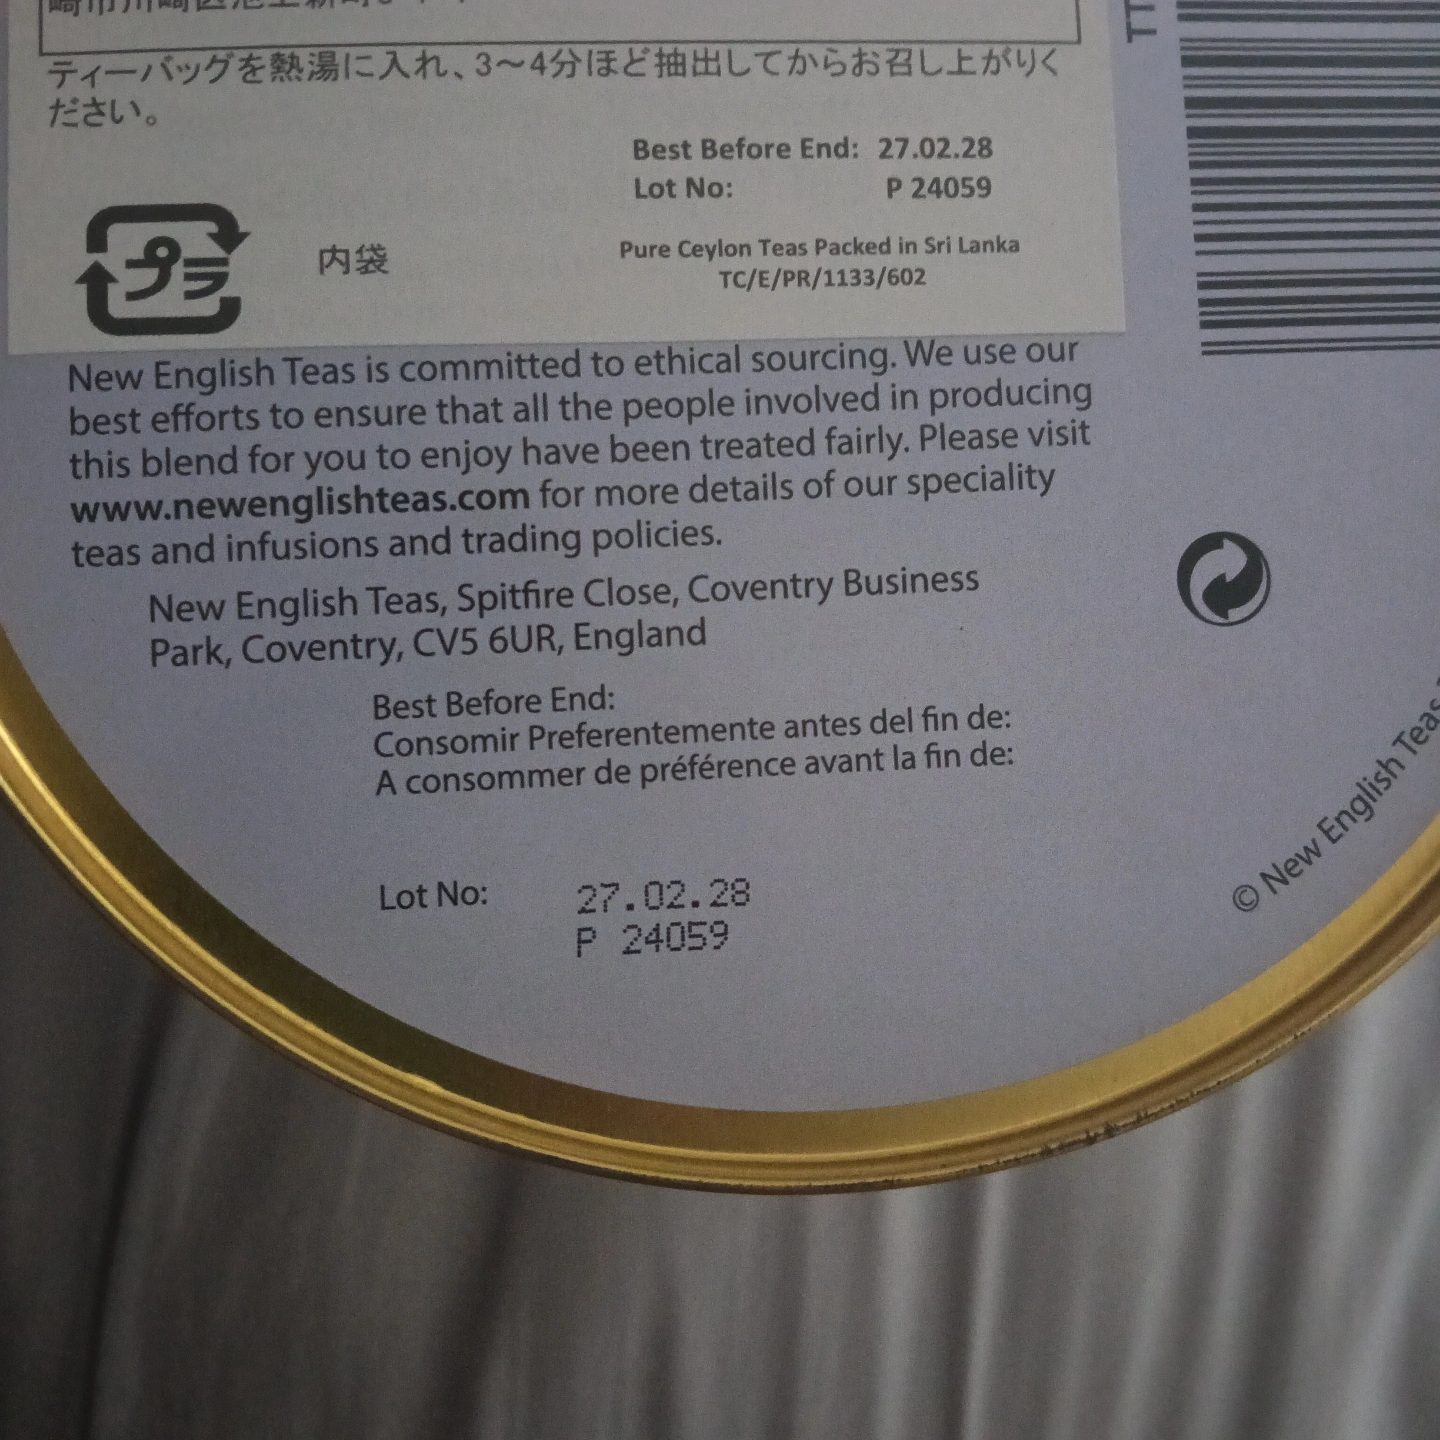 ティーバッグを熱湯に入れ、3〜4分ほど抽出してからお召し上がりく
ださい。
Best Before End: 27.02.28
Lot No: P 24059
プラ
内袋
Pure Ceylon Teas Packed in Sri Lanka
TC/E/PR/1133/602
New English Teas is committed to ethical sourcing. We use our
best efforts to ensure that all the people involved in producing
this blend for you to enjoy have been treated fairly. Please visit
www.newenglishteas.com for more details of our speciality
teas and infusions and trading policies.
New English Teas, Spitfire Close, Coventry Business
Park, Coventry, CV5 6UR, England
Best Before End:
Consomir Preferentemente antes del fin de:
A consommer de préférence avant la fin de:
Lot No: 27.02.28
P 24059
© New English Teas